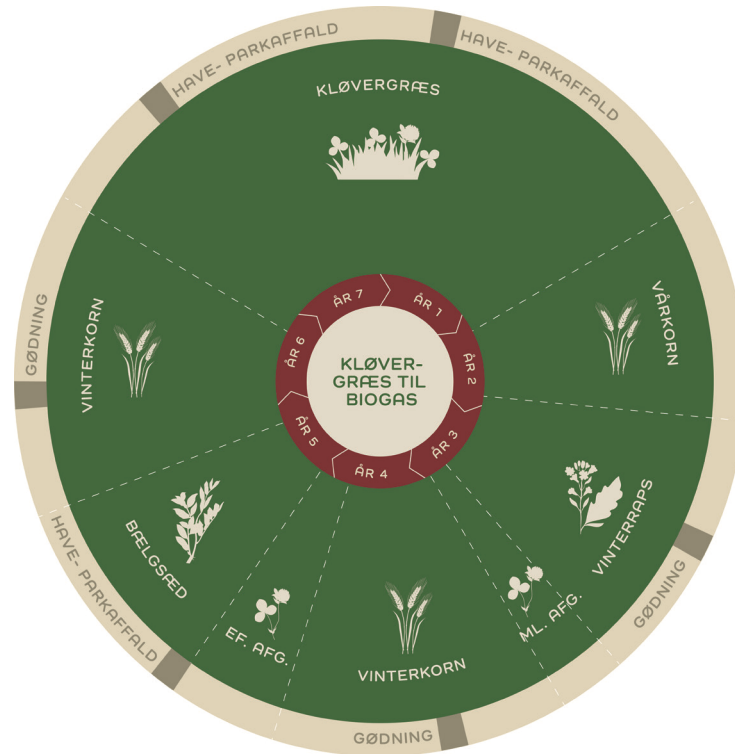 HAVE- PARKAFFALD
HAVE- PARKAFFALD
KLØVERGRÆS
VÅRKORN
VINTERRAPS
GØDNING
ML. AFG.
VINTERKORN
GØDNING
EF. AFG.
BÆLGSÆD
HAVE- PARKAFFALD
VINTERKORN
GØDNING
ÅR 1
ÅR 2
ÅR 3
ÅR 4
ÅR 5
ÅR 6
ÅR 7
KLØVER-
GRÆS TIL
BIOGAS